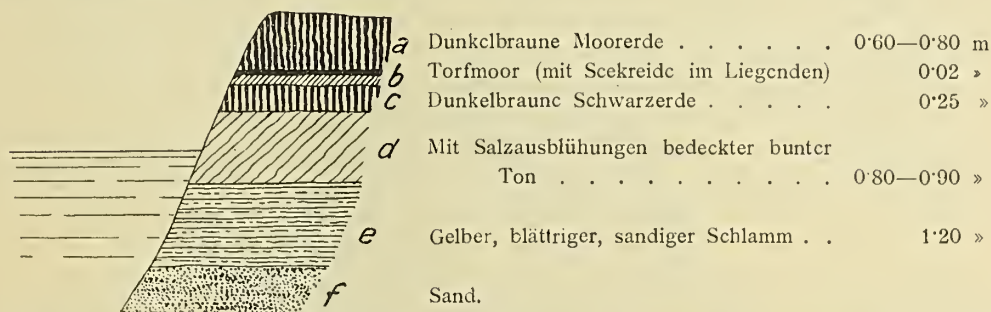 a Dunkelbraune Moorerde . . . . . . 0·60—0·80 m
b Torfmoor (mit Seekreide im Liegenden) 0·02 »
c Dunkelbraune Schwarzerde . . . . . 0·25 »
d Mit Salzausblühungen bedeckter bunter
Ton . . . . . . . . . . 0·80—0·90 »
e Gelber, blättriger, sandiger Schlamm . . 1·20 »
f Sand.